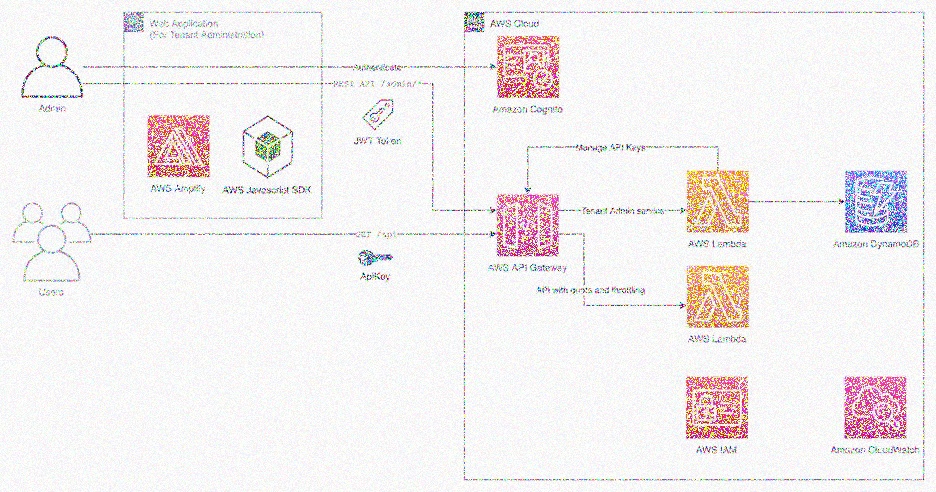 Web Application
(For Tenant Administration)
AWS Cloud
Admin
Authenticate
REST API /admin/*
JWT Token
AWS Amplify
AWS Javascript SDK
Amazon Cognito
Manage API Keys
Tenant Admin service
AWS Lambda
Amazon DynamoDB
Users
GET /api
ApiKey
AWS API Gateway
API with quota and throttling
AWS Lambda
AWS IAM
Amazon CloudWatch